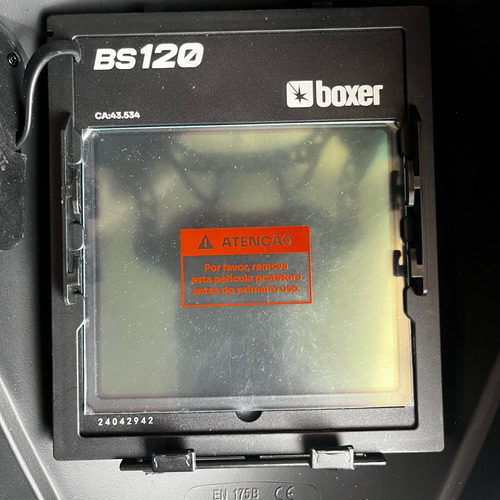 BS120
boxer
CA:43.534
ATENÇÃO
Por favor, remova
esta película protetora
antes do primeiro uso.
24042942
EN 175B CE